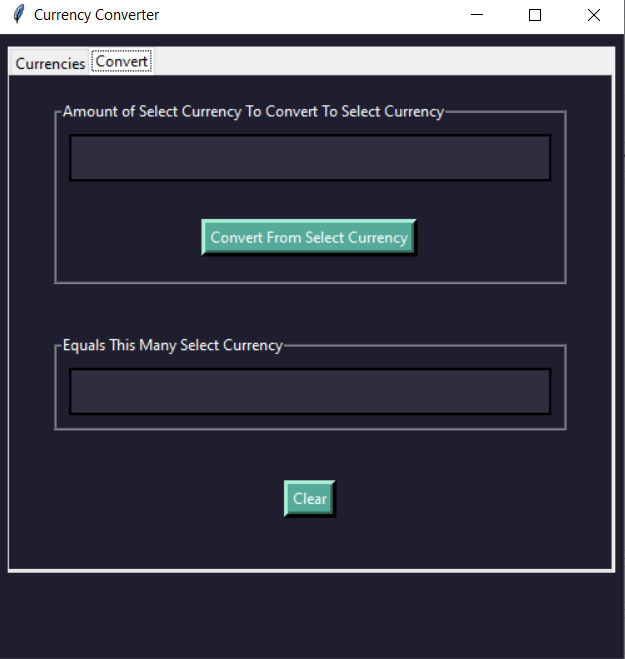 Currency Converter
Currencies Convert
Amount of Select Currency To Convert To Select Currency
Convert From Select Currency
Equals This Many Select Currency
Clear